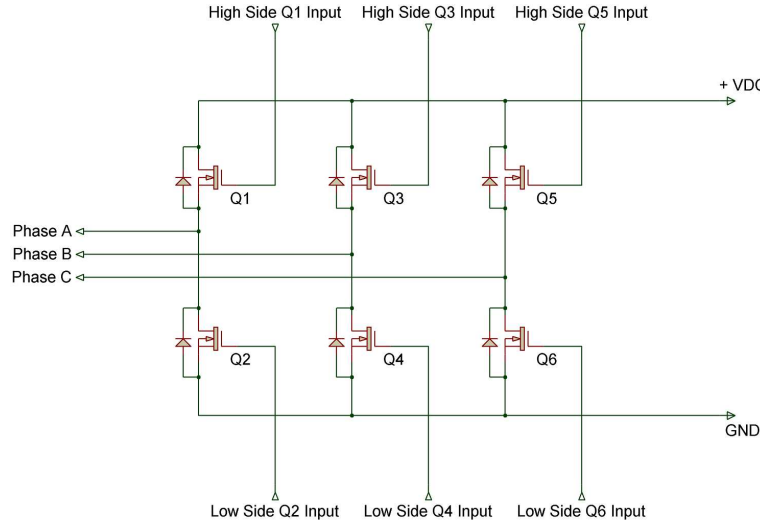 High Side Q1 Input High Side Q3 Input High Side Q5 Input
+ VDC
Q1 Q3 Q5
Phase A
Phase B
Phase C
Q2 Q4 Q6
GND
Low Side Q2 Input Low Side Q4 Input Low Side Q6 Input